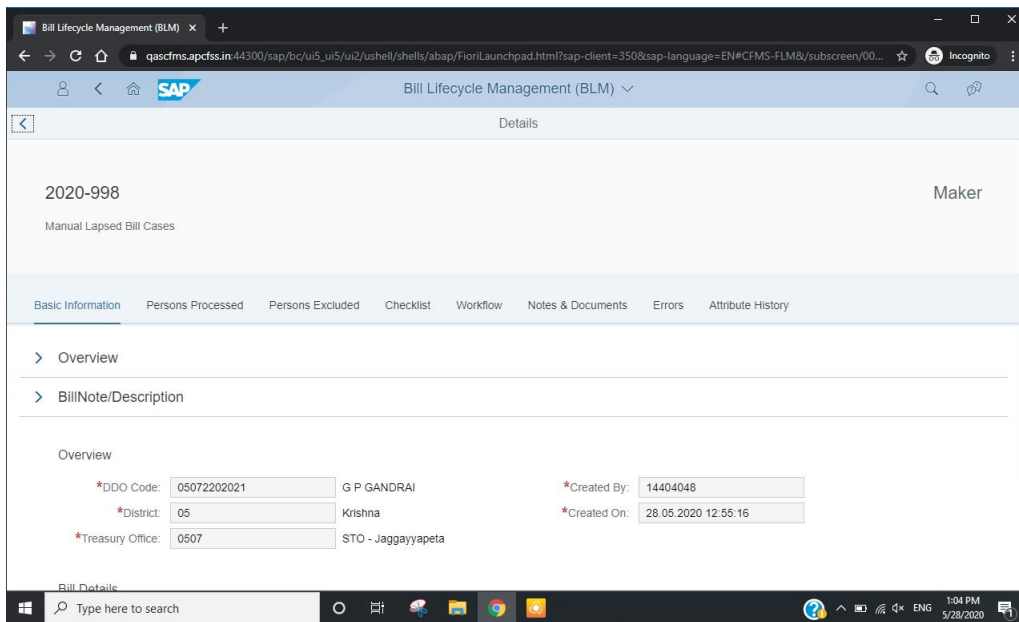 Bill Lifecycle Management (BLM)
qascfms.apcfss.in:44300/sap/bc/ui5_ui5/ui2/ushell/shells/abap/FioriLaunchpad.html?sap-client=350&sap-language=EN#CFMS-FLM&/subscreen/00...
Incognito
SAP
Bill Lifecycle Management (BLM)
Details
2020-998
Maker
Manual Lapsed Bill Cases
Basic Information Persons Processed Persons Excluded Checklist Workflow Notes & Documents Errors Attribute History
Overview
BillNote/Description
Overview
*DDO Code: 05072202021 G P GANDRAI *Created By: 14404048
*District: 05 Krishna *Created On: 28.05.2020 12:55:16
*Treasury Office: 0507 STO - Jaggayyapeta
Bill Details
Type here to search
ENG
1:04 PM
5/28/2020